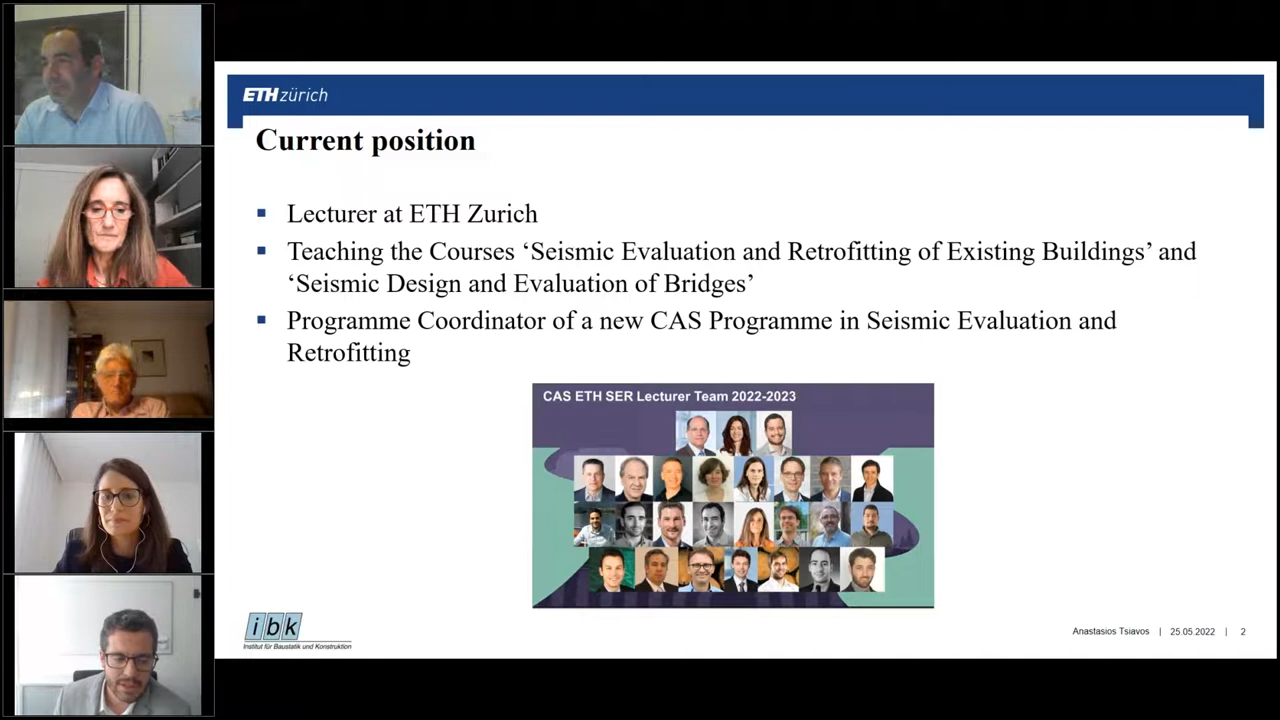 ETH zürich
Current position
Lecturer at ETH Zurich
Teaching the Courses ‘Seismic Evaluation and Retrofitting of Existing Buildings’ and
‘Seismic Design and Evaluation of Bridges’
Programme Coordinator of a new CAS Programme in Seismic Evaluation and
Retrofitting
CAS ETH SER Lecturer Team 2022-2023
ibk
Institut für Baustatik und Konstruktion
Anastasios Tsiavos | 25.05.2022 | 2